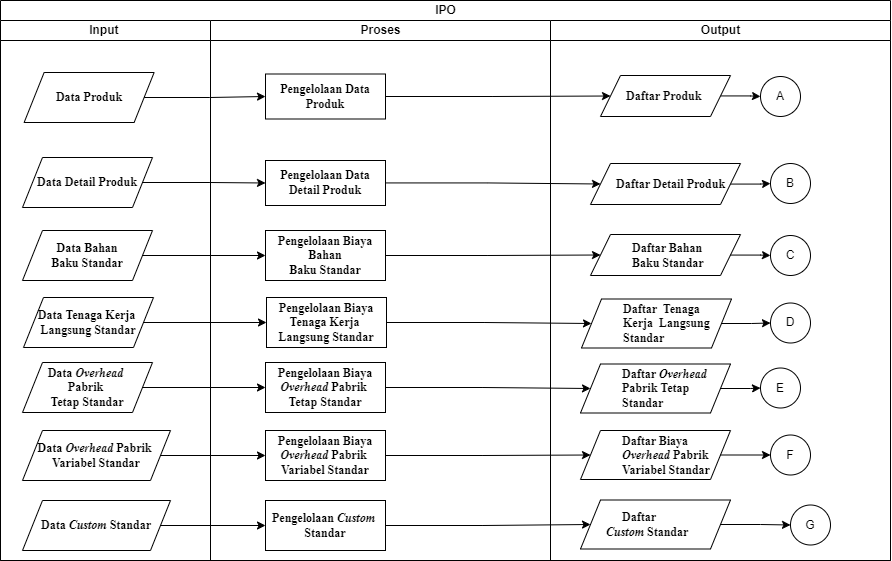 IPO
Input
Proses
Output
Data Produk
Pengelolaan Data
Produk
Daftar Produk
A
Data Detail Produk
Pengelolaan Data
Detail Produk
Daftar Detail Produk
B
Data Bahan
Baku Standar
Pengelolaan Biaya
Bahan
Baku Standar
Daftar Bahan
Baku Standar
C
Data Tenaga Kerja
Langsung Standar
Pengelolaan Biaya
Tenaga Kerja
Langsung Standar
Daftar Tenaga
Kerja Langsung
Standar
D
Data Overhead
Pabrik
Tetap Standar
Pengelolaan Biaya
Overhead Pabrik
Tetap Standar
Daftar Overhead
Pabrik Tetap
Standar
E
Data Overhead Pabrik
Variabel Standar
Pengelolaan Biaya
Overhead Pabrik
Variabel Standar
Daftar Biaya
Overhead Pabrik
Variabel Standar
F
Data Custom Standar
Pengelolaan Custom
Standar
Daftar
Custom Standar
G